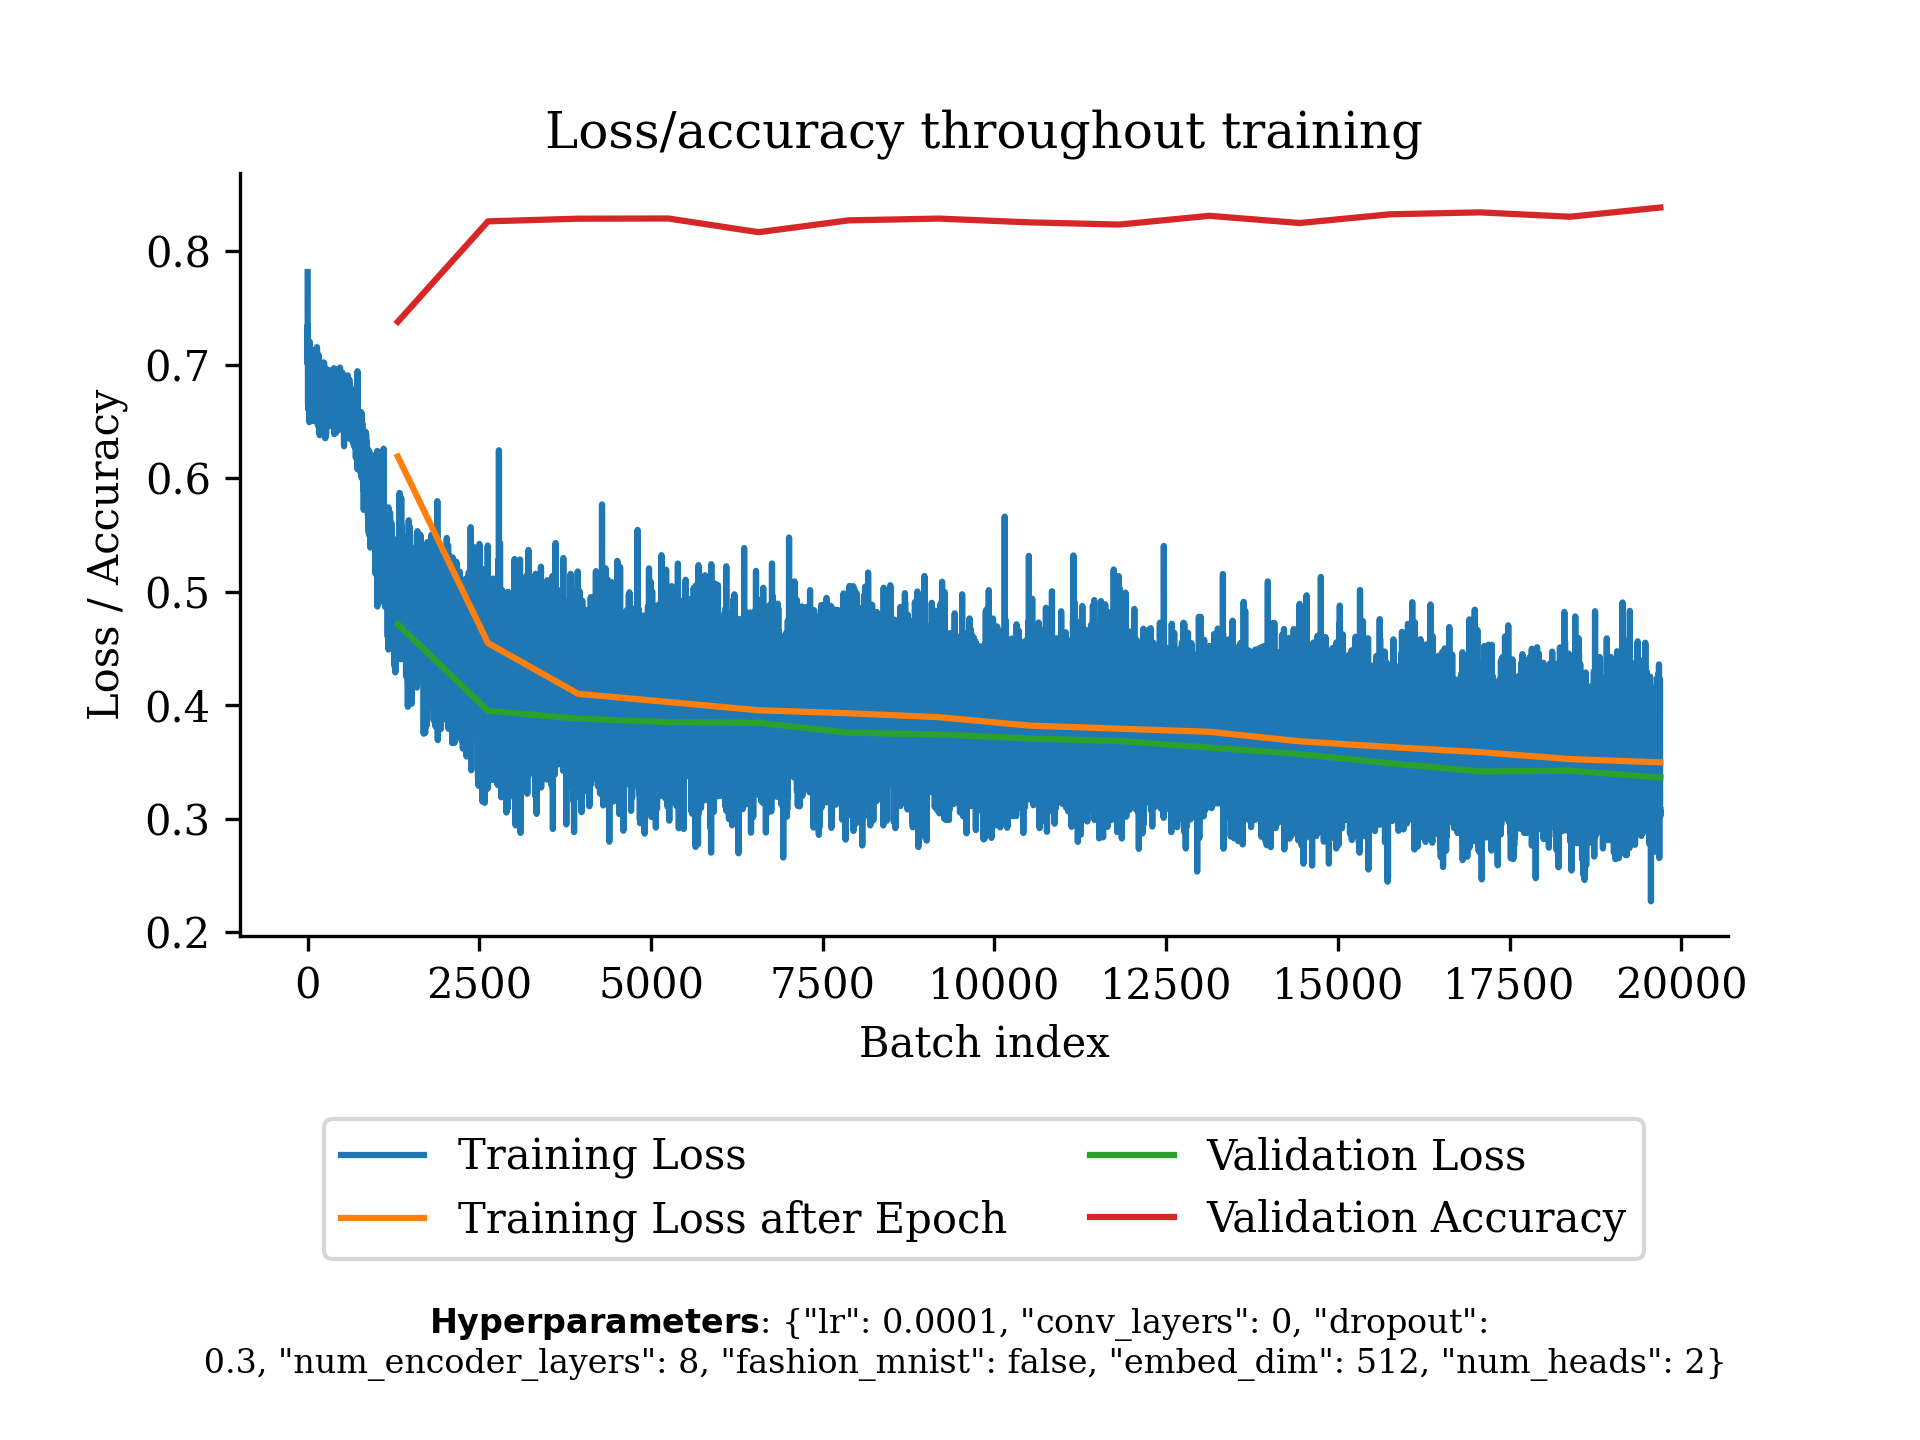 Loss/accuracy throughout training
Loss / Accuracy
0.8
0.7
0.6
0.5
0.4
0.3
0.2
0 2500 5000 7500 10000 12500 15000 17500 20000
Batch index
Training Loss
Training Loss after Epoch
Validation Loss
Validation Accuracy
Hyperparameters: {"lr": 0.0001, "conv_layers": 0, "dropout":
0.3, "num_encoder_layers": 8, "fashion_mnist": false, "embed_dim": 512, "num_heads": 2}